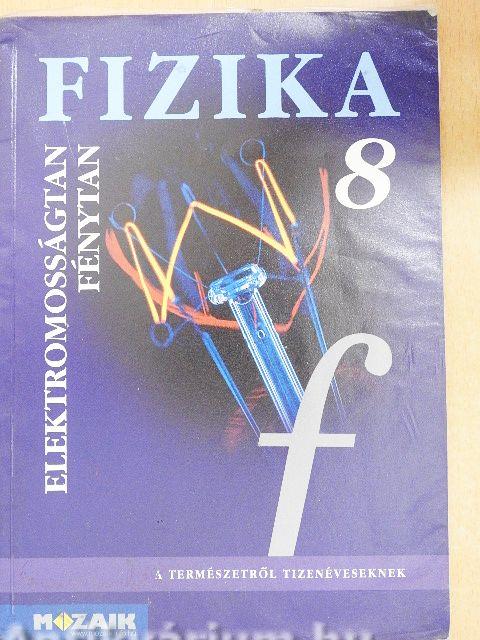 FIZIKA
8
ELEKTROMOSSÁGTAN
FÉNYTAN
f
A TERMÉSZETRŐL TIZENÉVESEKNEK
MOZAIK